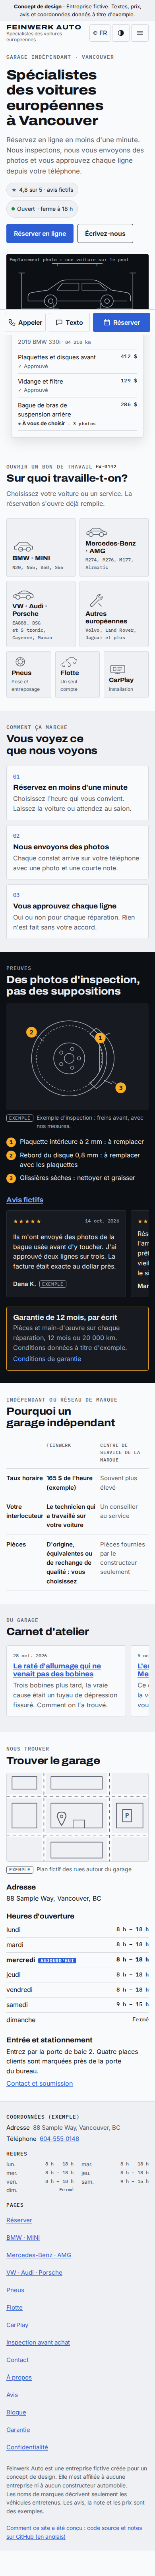 Concept de design · Entreprise fictive. Textes, prix,
avis et coordonnées donnés à titre d'exemple.
FEINWERK AUTO
Spécialistes des voitures
européennes
FR
GARAGE INDÉPENDANT · VANCOUVER
Spécialistes
des voitures
européennes
à Vancouver
Réservez en ligne en moins d'une minute.
Nous inspectons, nous vous envoyons des
photos et vous approuvez chaque ligne
depuis votre téléphone.
★ 4,8 sur 5 · avis fictifs
Ouvert · ferme à 18 h
Réserver en ligne
Écrivez-nous
Emplacement photo : une voiture sur le pont
Appeler
Texto
Réserver
2019 BMW 330i · 84 210 km
Plaquettes et disques avant
412 $
✓ Approuvé
Vidange et filtre
129 $
✓ Approuvé
Bague de bras de
suspension arrière
286 $
● À vous de choisir · 3 photos
OUVRIR UN BON DE TRAVAIL FW-0142
Sur quoi travaille-t-on?
Choisissez votre voiture ou un service. La
réservation s'ouvre déjà remplie.
BMW · MINI
N20, N55, B58, S55
Mercedes-Benz
· AMG
M274, M276, M177,
Airmatic
VW · Audi ·
Porsche
EA888, DSG
et S tronic,
Cayenne, Macan
Autres
européennes
Volvo, Land Rover,
Jaguar et plus
Pneus
Pose et
entreposage
Flotte
Un seul
compte
CarPlay
Installation
COMMENT ÇA MARCHE
Vous voyez ce
que nous voyons
01
Réservez en moins d'une minute
Choisissez l'heure qui vous convient.
Laissez la voiture ou attendez au salon.
02
Nous envoyons des photos
Chaque constat arrive sur votre téléphone
avec une photo et une courte note.
03
Vous approuvez chaque ligne
Oui ou non pour chaque réparation. Rien
n'est fait sans votre accord.
PREUVES
Des photos d'inspection,
pas des suppositions
1
2
3
EXEMPLE
Exemple d'inspection : freins avant, avec
nos mesures.
1 Plaquette intérieure à 2 mm : à remplacer
2 Rebord du disque 0,8 mm : à remplacer
avec les plaquettes
3 Glissières sèches : nettoyer et graisser
Avis fictifs
★★★★★
14 oct. 2026
Ils m'ont envoyé des photos de la
bague usée avant d'y toucher. J'ai
approuvé deux lignes sur trois. La
facture était exacte au dollar près.
Dana K. EXEMPLE
Garantie de 12 mois, par écrit
Pièces et main-d'œuvre sur chaque
réparation, 12 mois ou 20 000 km.
Conditions données à titre d'exemple.
Conditions de garantie
INDÉPENDANT OU RÉSEAU DE MARQUE
Pourquoi un
garage indépendant
FEINWERK
CENTRE DE
SERVICE DE LA
MARQUE
Taux horaire
165 $ de l'heure
(exemple)
Souvent plus
élevé
Votre
interlocuteur
Le technicien qui
a travaillé sur
votre voiture
Un conseiller
au service
Pièces
D'origine,
équivalentes ou
de rechange de
qualité : vous
choisissez
Pièces fournies
par le
constructeur
seulement
DU GARAGE
Carnet d'atelier
20 oct. 2026
Le raté d'allumage qui ne
venait pas des bobines
Trois bobines plus tard, la vraie
cause était un tuyau de dépression
fissuré. Comment on l'a trouvé.
NOUS TROUVER
Trouver le garage
P
EXEMPLE
Plan fictif des rues autour du garage
Adresse
88 Sample Way, Vancouver, BC
Heures d'ouverture
lundi 8 h – 18 h
mardi 8 h – 18 h
mercredi AUJOURD'HUI 8 h – 18 h
jeudi 8 h – 18 h
vendredi 8 h – 18 h
samedi 9 h – 15 h
dimanche Fermé
Entrée et stationnement
Entrez par la porte de baie 2. Quatre places
clients sont marquées près de la porte
du bureau.
Contact et soumission
COORDONNÉES (EXEMPLE)
Adresse 88 Sample Way, Vancouver, BC
Téléphone 604-555-0148
HEURES
lun. 8 h – 18 h
mar. 8 h – 18 h
mer. 8 h – 18 h
jeu. 8 h – 18 h
ven. 8 h – 18 h
sam. 9 h – 15 h
dim. Fermé
PAGES
Réserver
BMW · MINI
Mercedes-Benz · AMG
VW · Audi · Porsche
Pneus
Flotte
CarPlay
Inspection avant achat
Contact
À propos
Avis
Blogue
Garantie
Confidentialité
Feinwerk Auto est une entreprise fictive créée pour un
concept de design. Elle n'est affiliée à aucune
entreprise ni à aucun constructeur automobile.
Les noms de marques décrivent seulement les
véhicules entretenus. Les avis, la note et les prix sont
des exemples.
Comment ce site a été conçu : code source et notes
sur GitHub (en anglais)